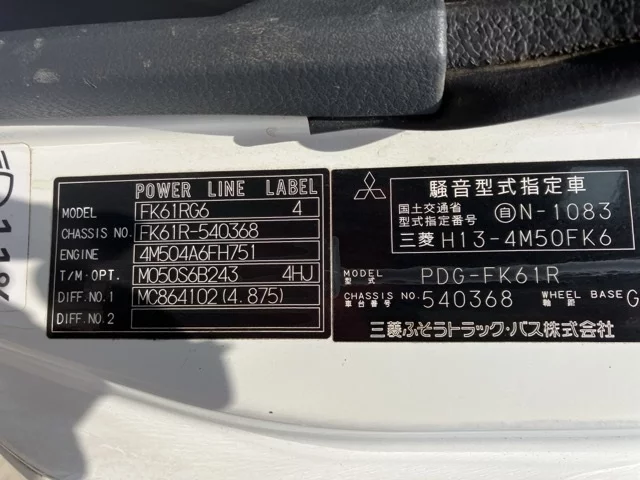 POWER LINE LABEL
MODEL FK61RG6 4
CHASSIS NO. FK61R-540368
ENGINE 4M504A6FH751
T/M·OPT. M050S6B243 4HJ
DIFF.NO.1 MC864102(4.875)
DIFF.NO.2
騒音型式指定車
国土交通省
型式指定番号 自N-1083
三菱 H13-4M50FK6
MODEL 型式 PDG-FK61R
CHASSIS NO. 車台番号 540368 WHEEL BASE 軸距 G
三菱ふそうトラック・バス株式会社